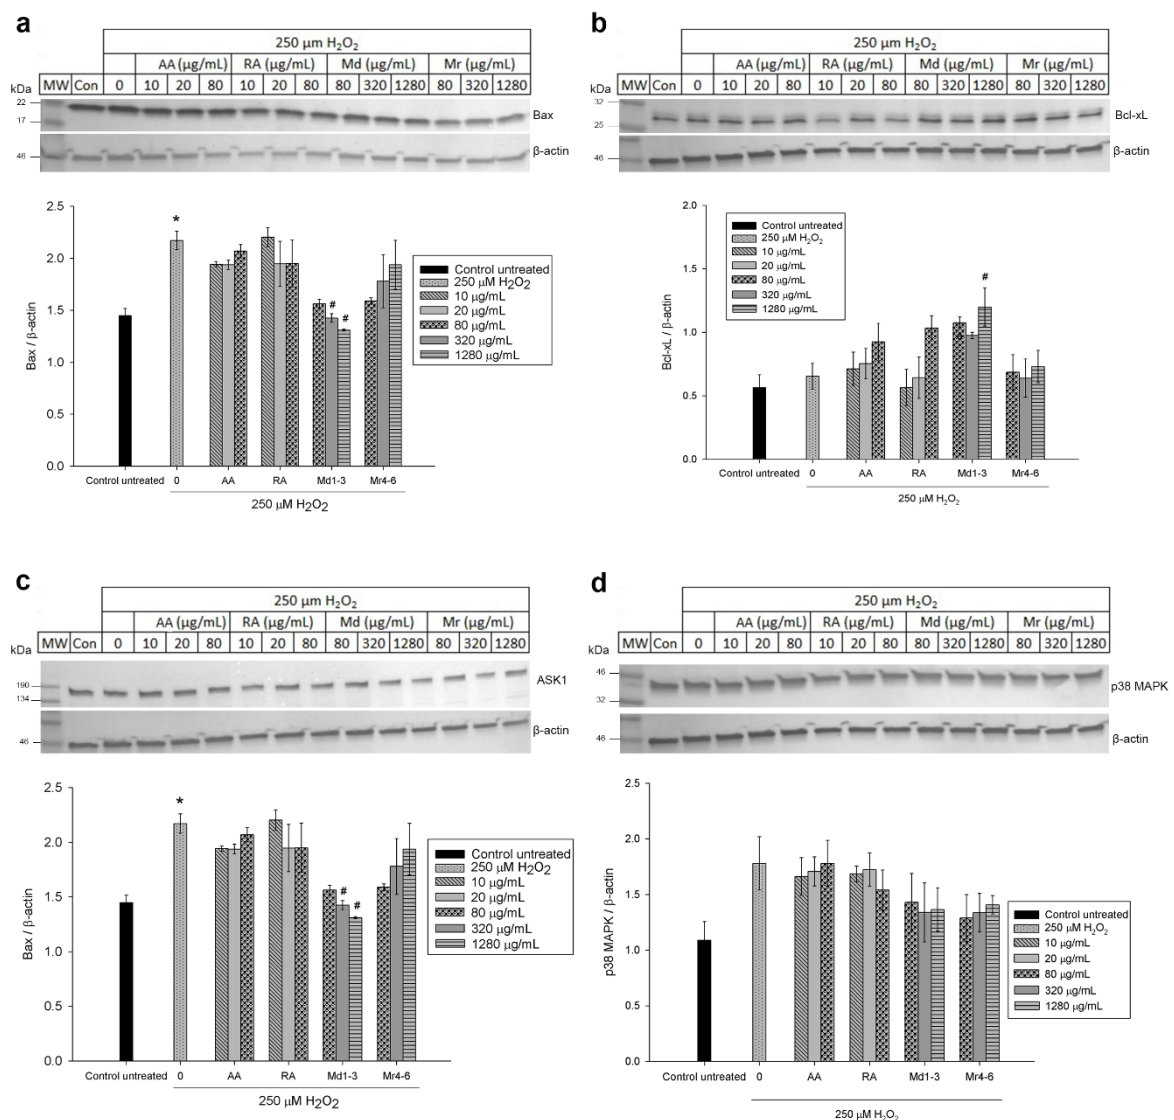 a
250 µm H₂O₂
AA (µg/mL) RA (µg/mL) Md (µg/mL) Mr (µg/mL)
kDa MW Con 0 10 20 80 10 20 80 80 320 1280 80 320 1280
22
17
Bax
46
β-actin
Bax / β-actin
2.5
2.0
1.5
1.0
0.5
0.0
*
#
#
Control untreated
250 µM H₂O₂
10 µg/mL
20 µg/mL
80 µg/mL
320 µg/mL
1280 µg/mL
Control untreated 0 AA RA Md1-3 Mr4-6
250 µM H₂O₂
b
250 µm H₂O₂
AA (µg/mL) RA (µg/mL) Md (µg/mL) Mr (µg/mL)
kDa MW Con 0 10 20 80 10 20 80 80 320 1280 80 320 1280
32
25
Bcl-xL
46
β-actin
Bcl-xL / β-actin
2.0
1.5
1.0
0.5
0.0
Control untreated
250 µM H₂O₂
10 µg/mL
20 µg/mL
80 µg/mL
320 µg/mL
1280 µg/mL
#
Control untreated 0 AA RA Md1-3 Mr4-6
250 µM H₂O₂
c
250 µm H₂O₂
AA (µg/mL) RA (µg/mL) Md (µg/mL) Mr (µg/mL)
kDa MW Con 0 10 20 80 10 20 80 80 320 1280 80 320 1280
190
134
ASK1
46
β-actin
Bax / β-actin
2.5
2.0
1.5
1.0
0.5
0.0
*
#
#
Control untreated
250 µM H₂O₂
10 µg/mL
20 µg/mL
80 µg/mL
320 µg/mL
1280 µg/mL
Control untreated 0 AA RA Md1-3 Mr4-6
250 µM H₂O₂
d
250 µm H₂O₂
AA (µg/mL) RA (µg/mL) Md (µg/mL) Mr (µg/mL)
kDa MW Con 0 10 20 80 10 20 80 80 320 1280 80 320 1280
46
32
p38 MAPK
46
β-actin
p38 MAPK / β-actin
2.5
2.0
1.5
1.0
0.5
0.0
Control untreated
250 µM H₂O₂
10 µg/mL
20 µg/mL
80 µg/mL
320 µg/mL
1280 µg/mL
Control untreated 0 AA RA Md1-3 Mr4-6
250 µM H₂O₂